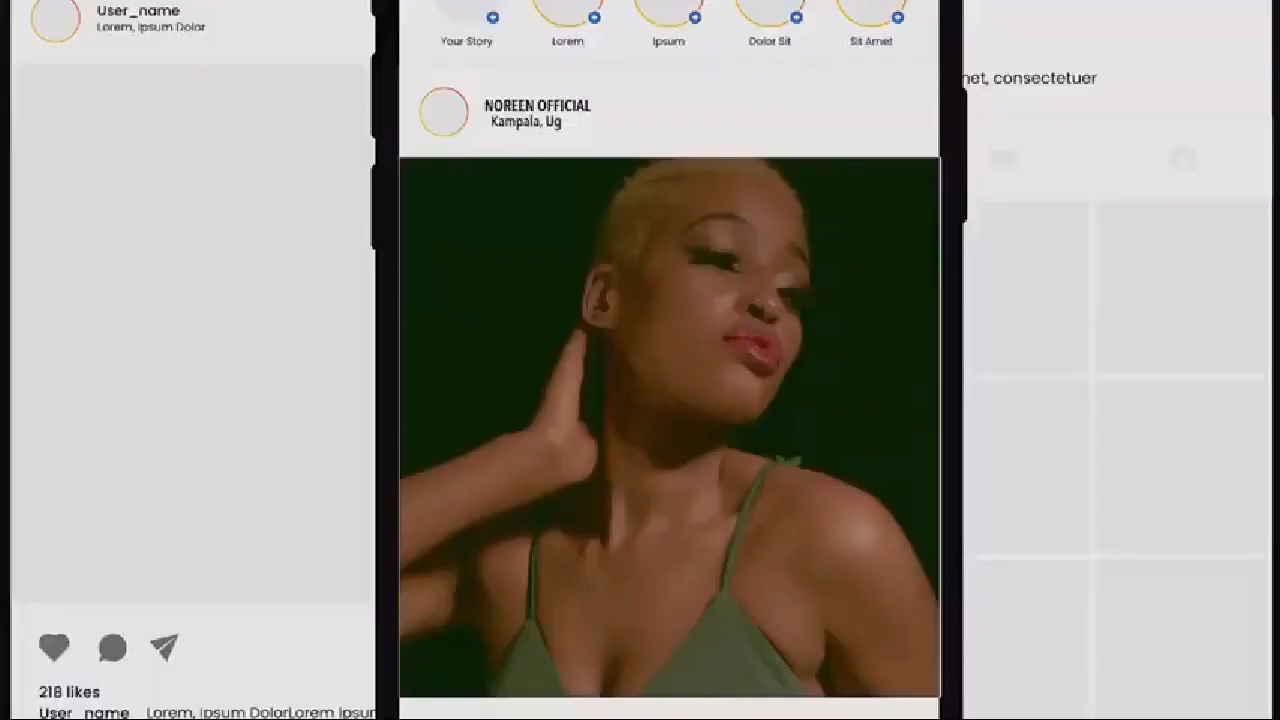 User_name
Lorem, Ipsum Dolor
Your Story
Lorem
Ipsum
Dolor Sit
Sit Amet
NOREEN OFFICIAL
Kampala, Ug
net, consectetuer
218 likes
User_name Lorem, Ipsum DolorLorem Ipsum